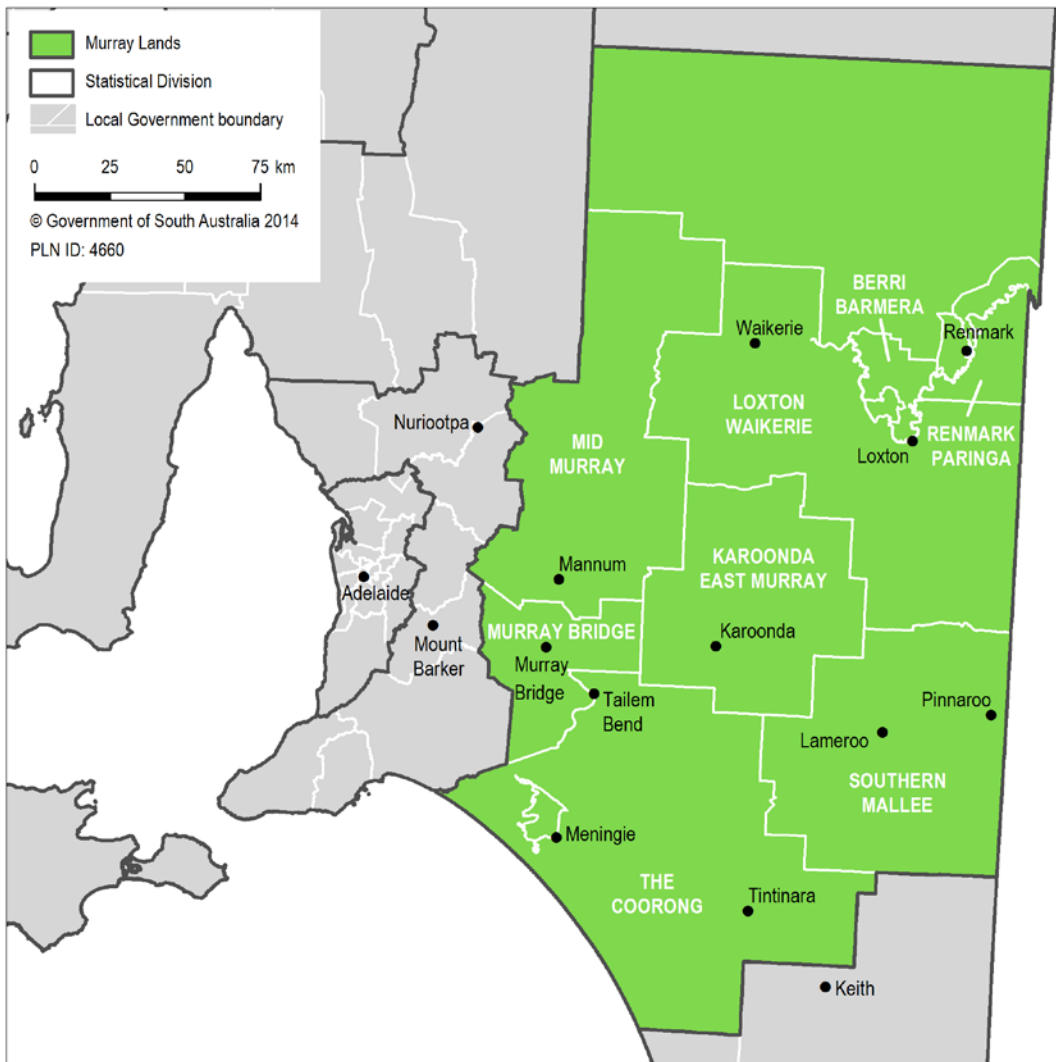 Murray Lands
Statistical Division
Local Government boundary
0 25 50 75 km
© Government of South Australia 2014
PLN ID: 4660
BERRI
BARMERA
Waikerie
Renmark
Nuriootpa
LOXTON
WAIKERIE
MID
MURRAY
RENMARK
PARINGA
Loxton
KAROONDA
EAST MURRAY
Mannum
Adelaide
Mount
Barker
MURRAY BRIDGE
Karoonda
Murray
Bridge
Tailem
Bend
Pinnaroo
Lameroo
SOUTHERN
MALLEE
Meningie
THE
COORONG
Tintinara
Keith